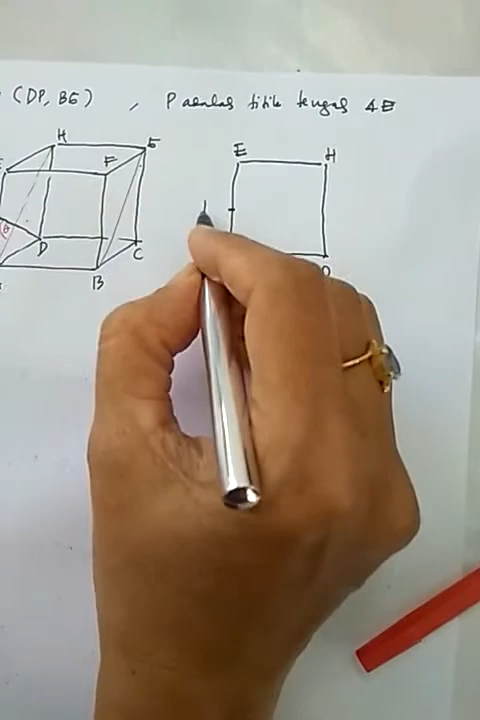 (DP, BG) , P adalah titik tengah AE
H
G
E
F
E
H
θ
D
C
B
D